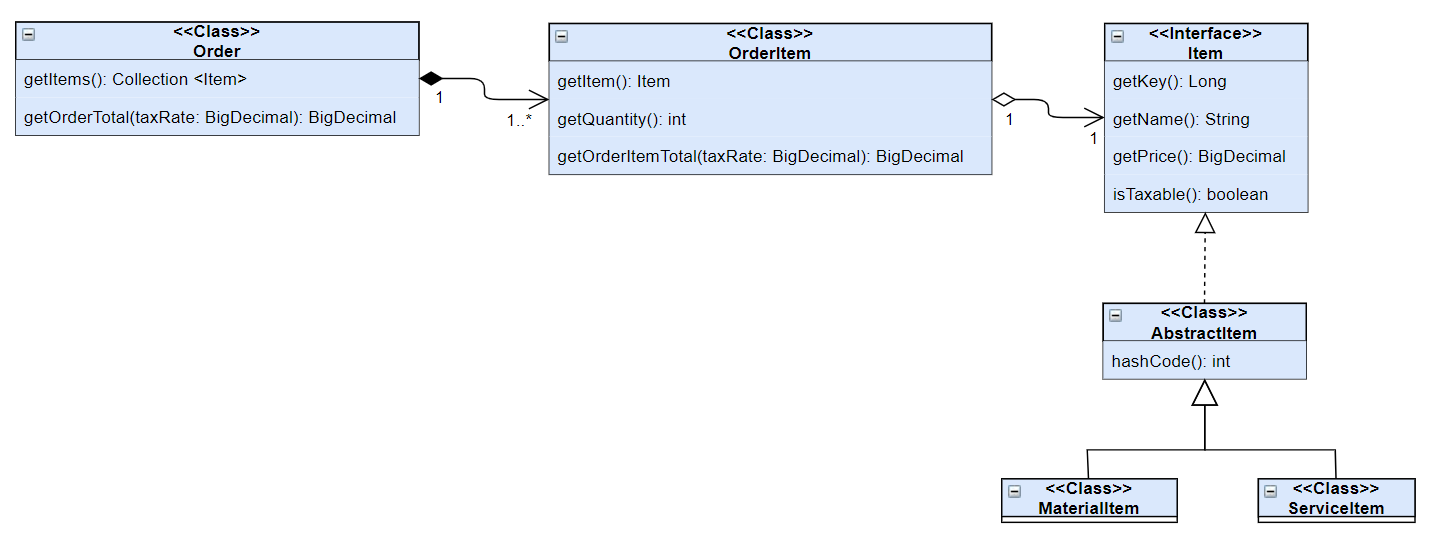 <<Class>>
Order
getItems(): Collection <Item>
getOrderTotal(taxRate: BigDecimal): BigDecimal
1
1..*
<<Class>>
OrderItem
getItem(): Item
getQuantity(): int
getOrderItemTotal(taxRate: BigDecimal): BigDecimal
1
1
<<Interface>>
Item
getKey(): Long
getName(): String
getPrice(): BigDecimal
isTaxable(): boolean
<<Class>>
AbstractItem
hashCode(): int
<<Class>>
MaterialItem
<<Class>>
ServiceItem